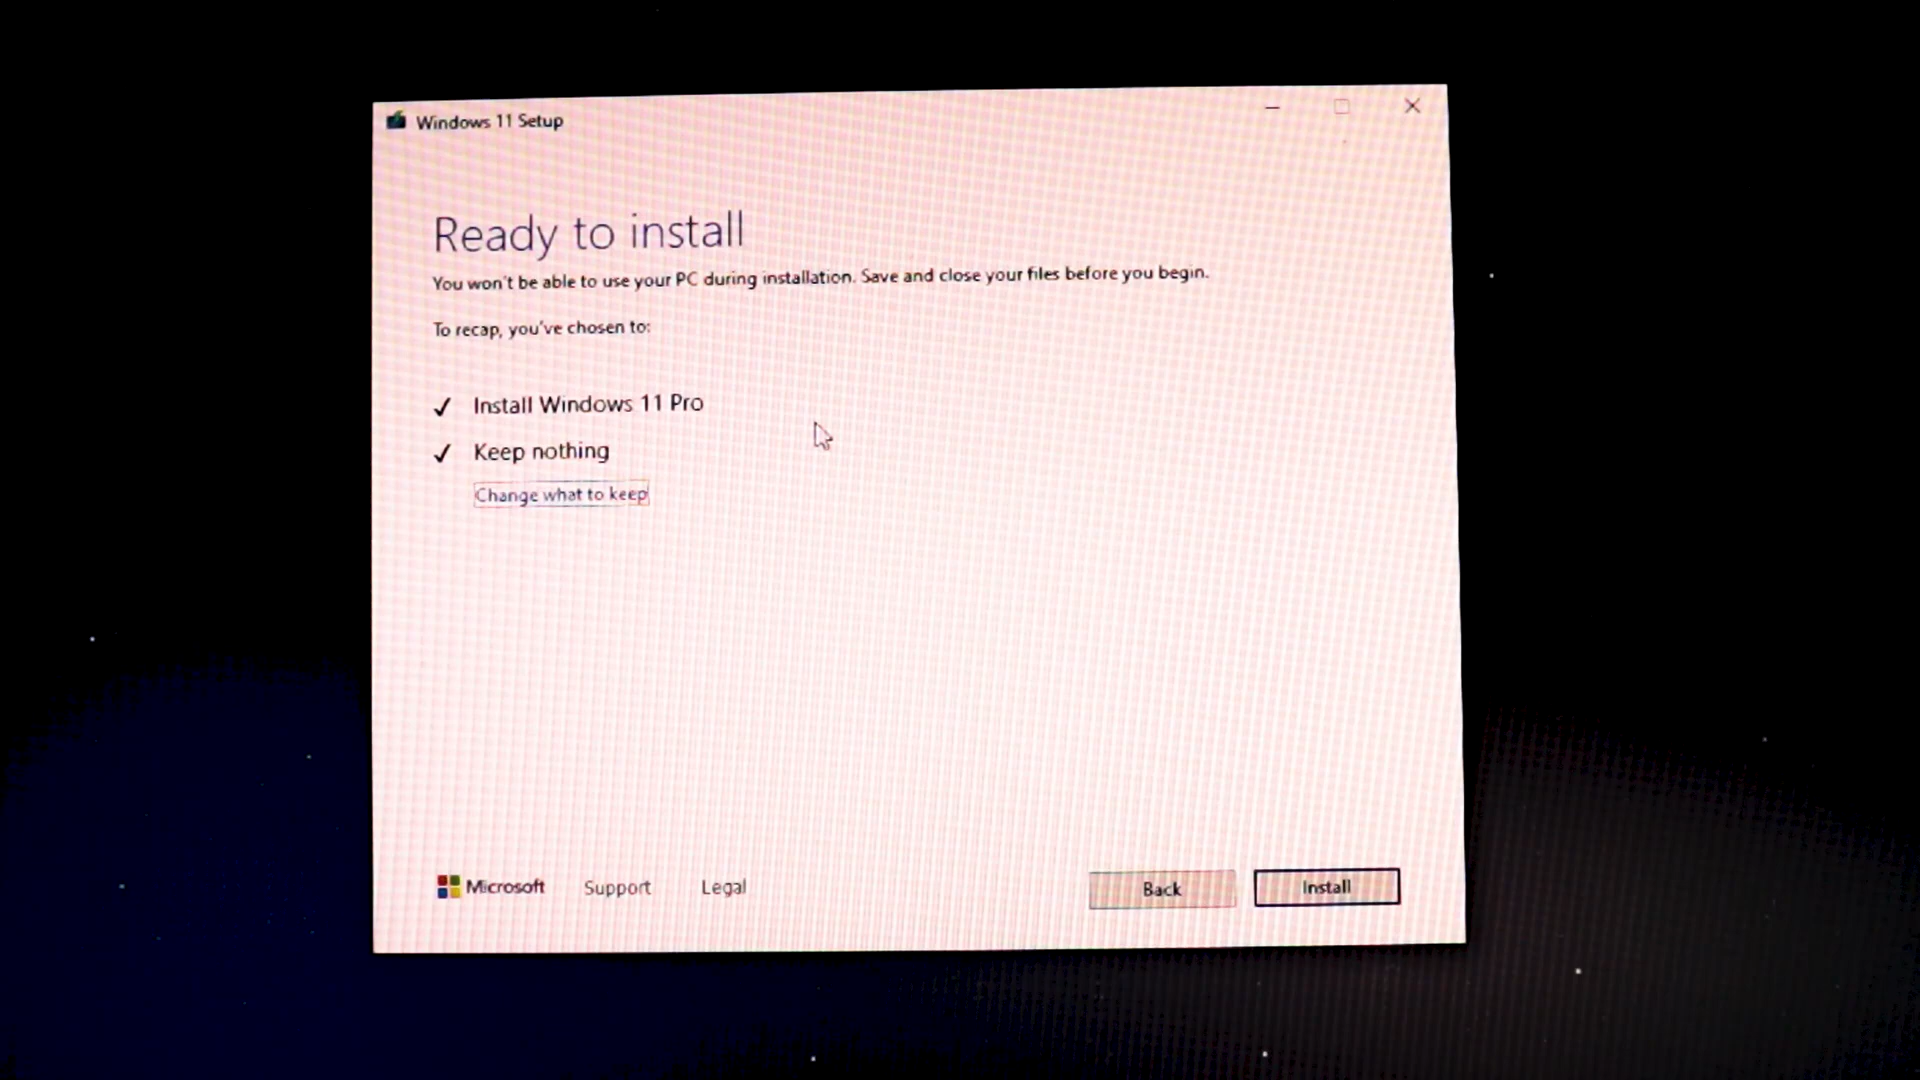 Windows 11 Setup
Ready to install
You won't be able to use your PC during installation. Save and close your files before you begin.
To recap, you've chosen to:
✓ Install Windows 11 Pro
✓ Keep nothing
Change what to keep
Microsoft Support Legal Back Install